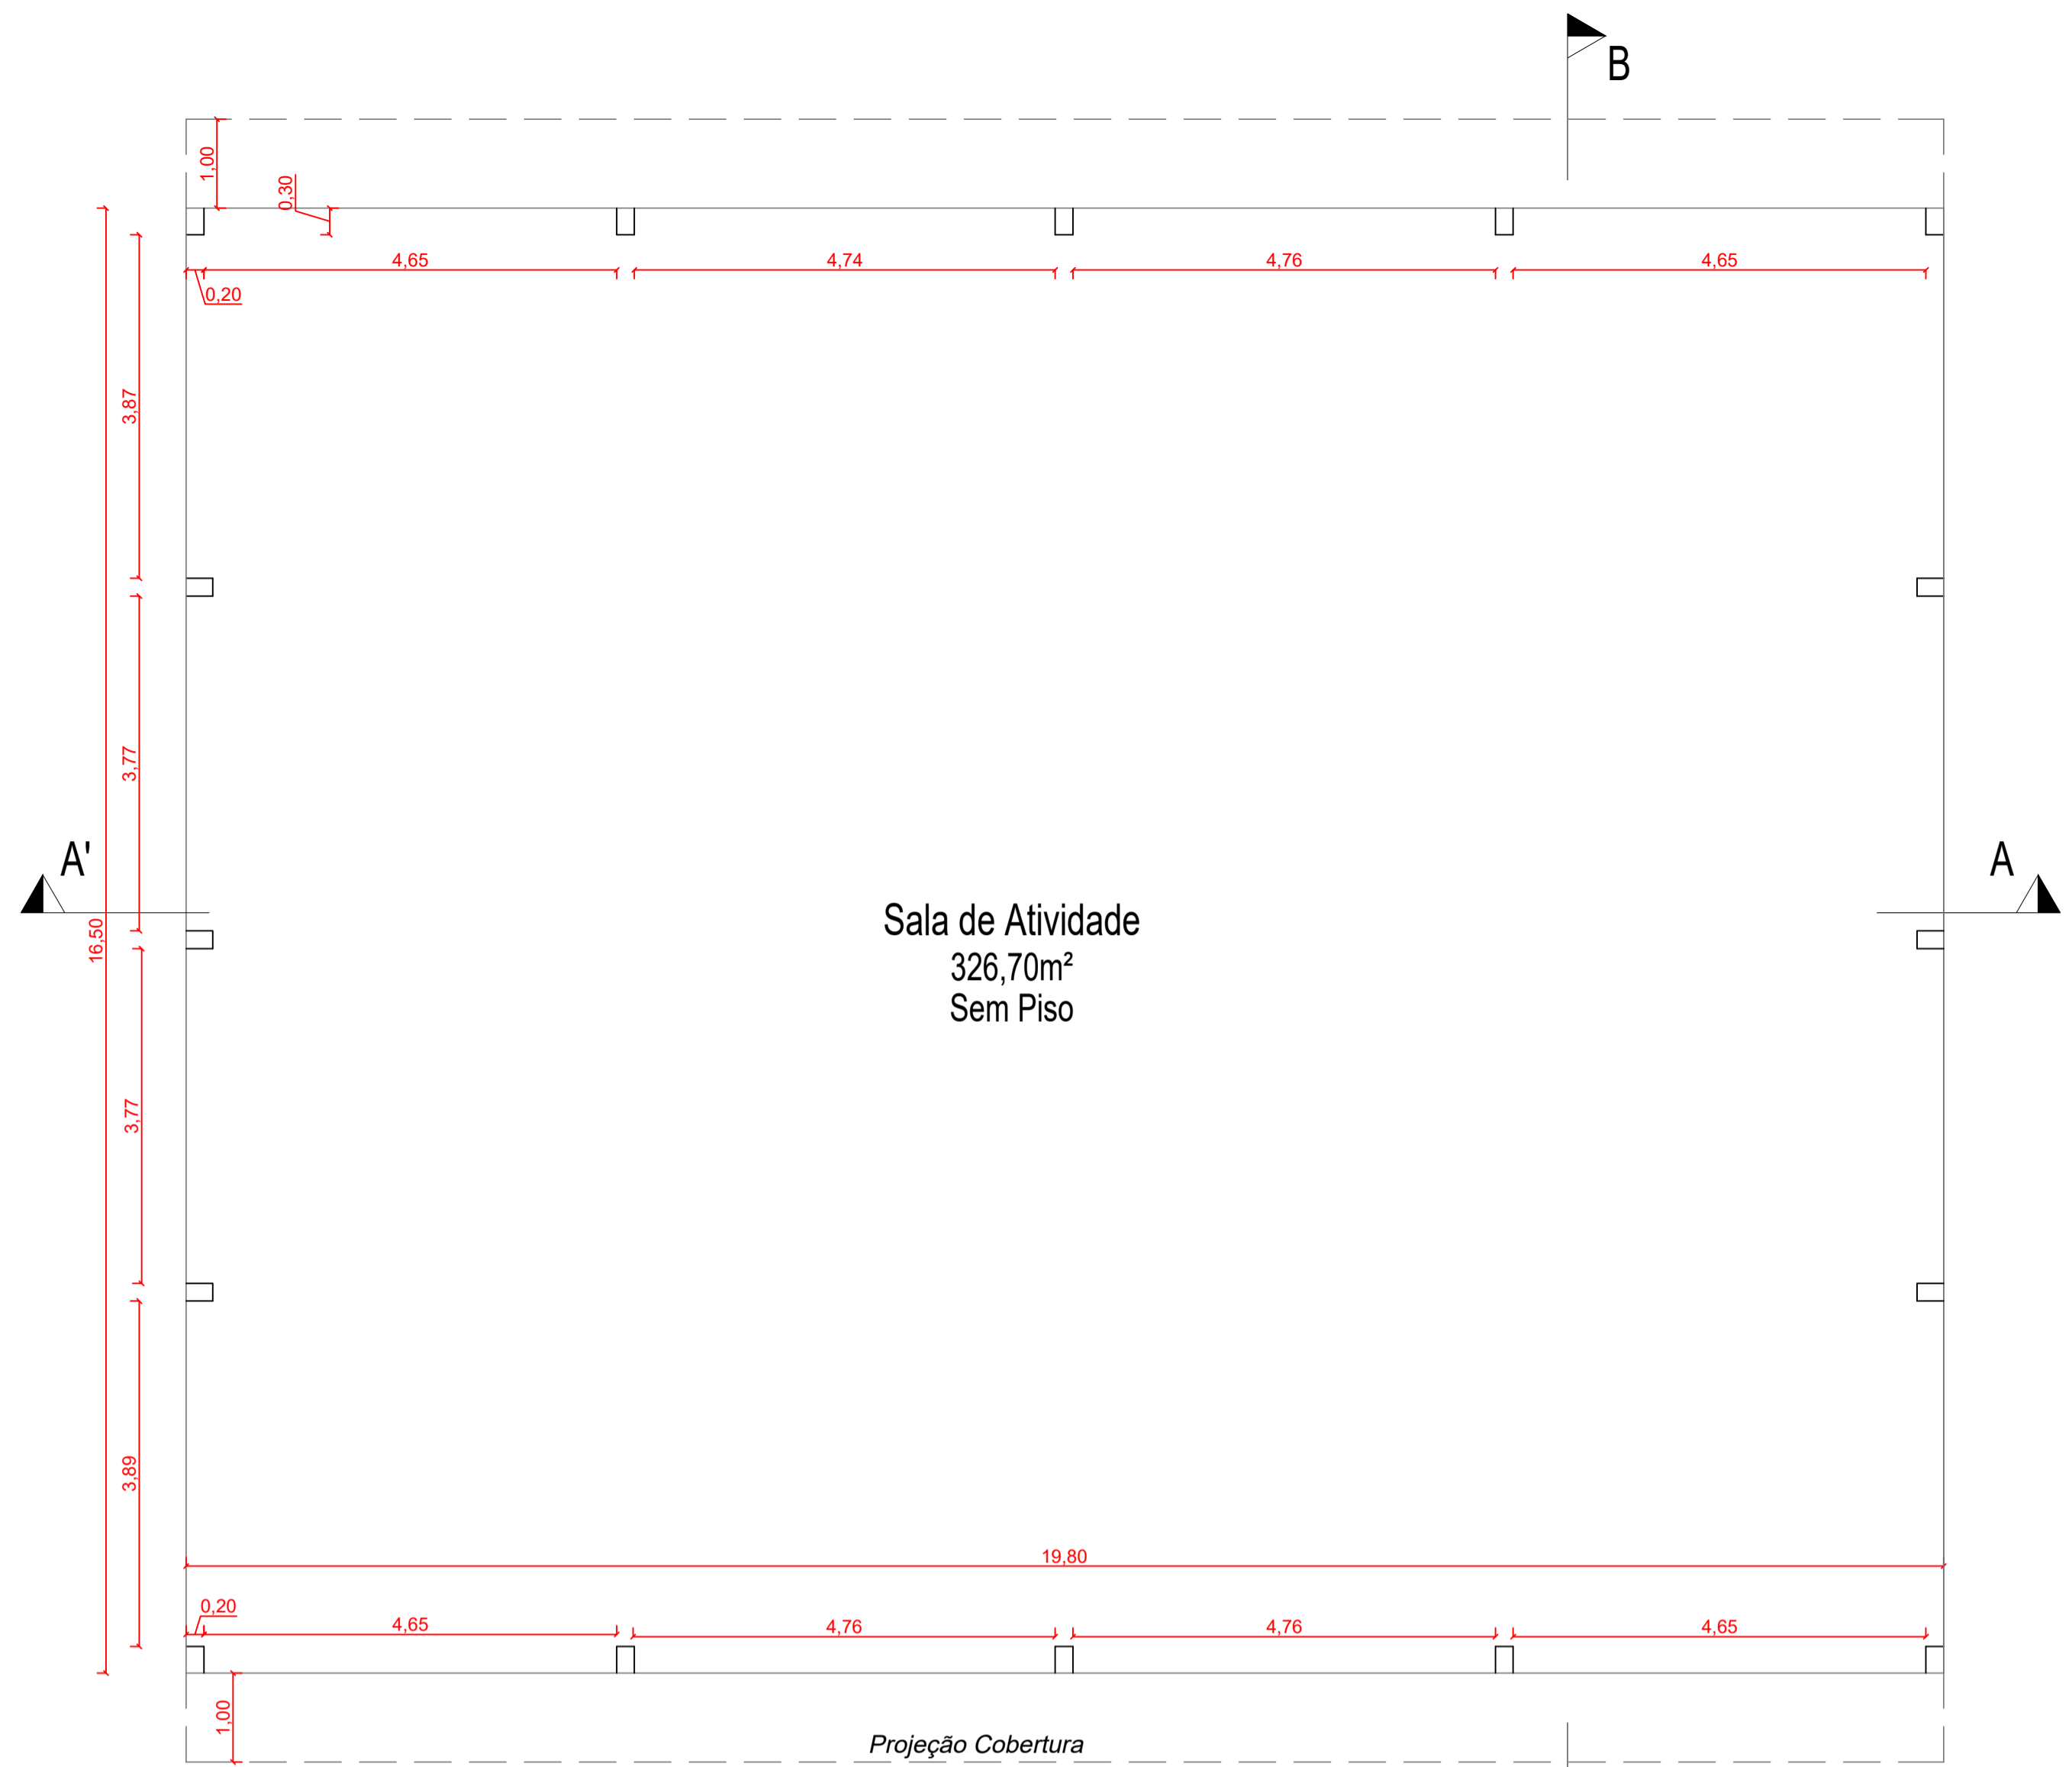 B
1,00
0,30
4,65
4,74
4,76
4,65
0,20
3,87
3,77
A'
A
16,50
Sala de Atividade
326,70m²
Sem Piso
3,77
3,89
19,80
0,20
4,65
4,76
4,76
4,65
1,00
Projeção Cobertura